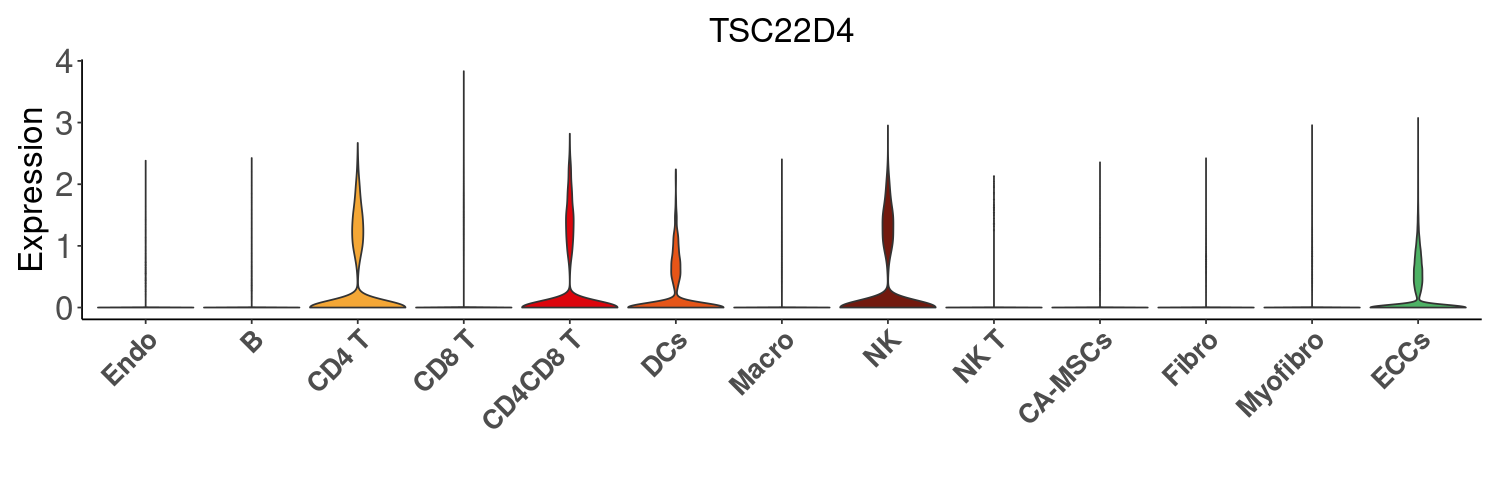 TSC22D4
Expression
4
3
2
1
0
Endo
B
CD4 T
CD8 T
CD4CD8 T
DCs
Macro
NK
NK T
CA-MSCs
Fibro
Myofibro
ECCs